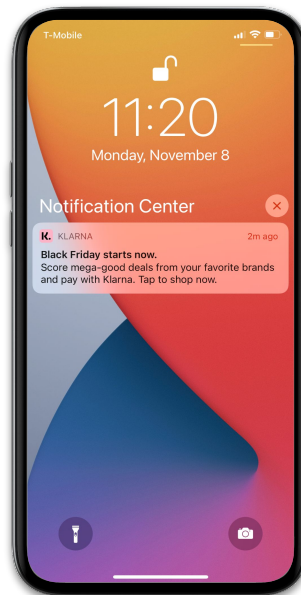 T-Mobile
11:20
Monday, November 8
Notification Center
K. KLARNA 2m ago
Black Friday starts now.
Score mega-good deals from your favorite brands
and pay with Klarna. Tap to shop now.